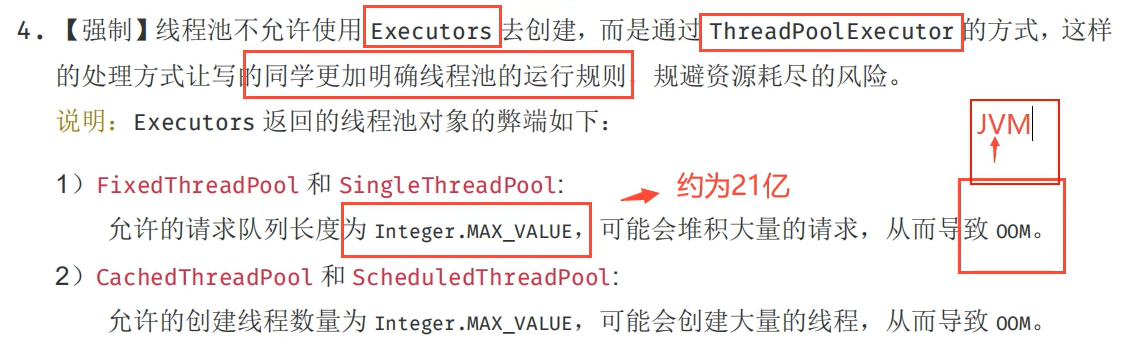 4. 【强制】线程池不允许使用 Executors 去创建，而是通过 ThreadPoolExecutor 的方式，这样
的处理方式让写的同学更加明确线程池的运行规则，规避资源耗尽的风险。
说明：Executors 返回的线程池对象的弊端如下：
JVM
1）FixedThreadPool 和 SingleThreadPool:
约为21亿
允许的请求队列长度为 Integer.MAX_VALUE，可能会堆积大量的请求，从而导致 OOM。
2）CachedThreadPool 和 ScheduledThreadPool:
允许的创建线程数量为 Integer.MAX_VALUE，可能会创建大量的线程，从而导致 OOM。